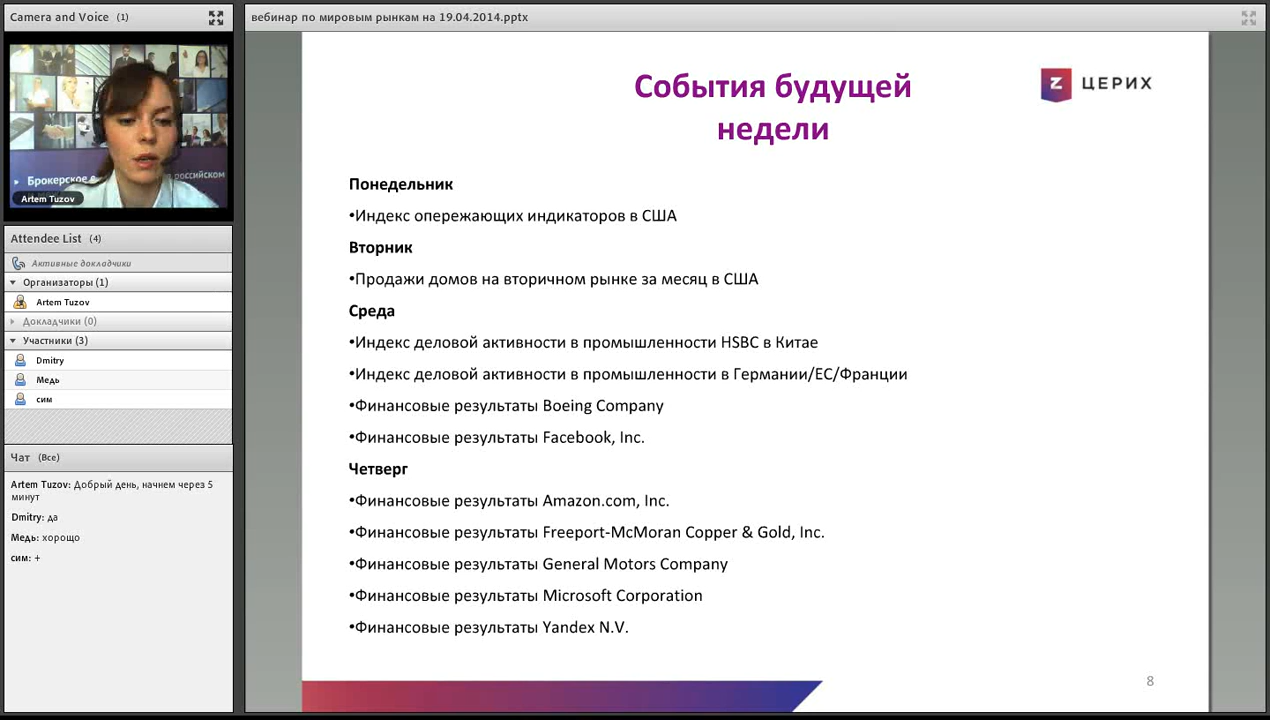 Camera and Voice (1)
вебинар по мировым рынкам на 19.04.2014.pptx
Брокерское
российском
Artem Tuzov
Attendee List (4)
Активные докладчики
Организаторы (1)
Artem Tuzov
Докладчики (0)
Участники (3)
Dmitry
Медь
сим
Чат (Все)
Artem Tuzov: Добрый день, начнем через 5
минут
Dmitry: да
Медь: хорошо
сим: +
События будущей
недели
Z ЦЕРИХ
Понедельник
•Индекс опережающих индикаторов в США
Вторник
•Продажи домов на вторичном рынке за месяц в США
Среда
•Индекс деловой активности в промышленности HSBC в Китае
•Индекс деловой активности в промышленности в Германии/ЕС/Франции
•Финансовые результаты Boeing Company
•Финансовые результаты Facebook, Inc.
Четверг
•Финансовые результаты Amazon.com, Inc.
•Финансовые результаты Freeport-McMoran Copper & Gold, Inc.
•Финансовые результаты General Motors Company
•Финансовые результаты Microsoft Corporation
•Финансовые результаты Yandex N.V.
8